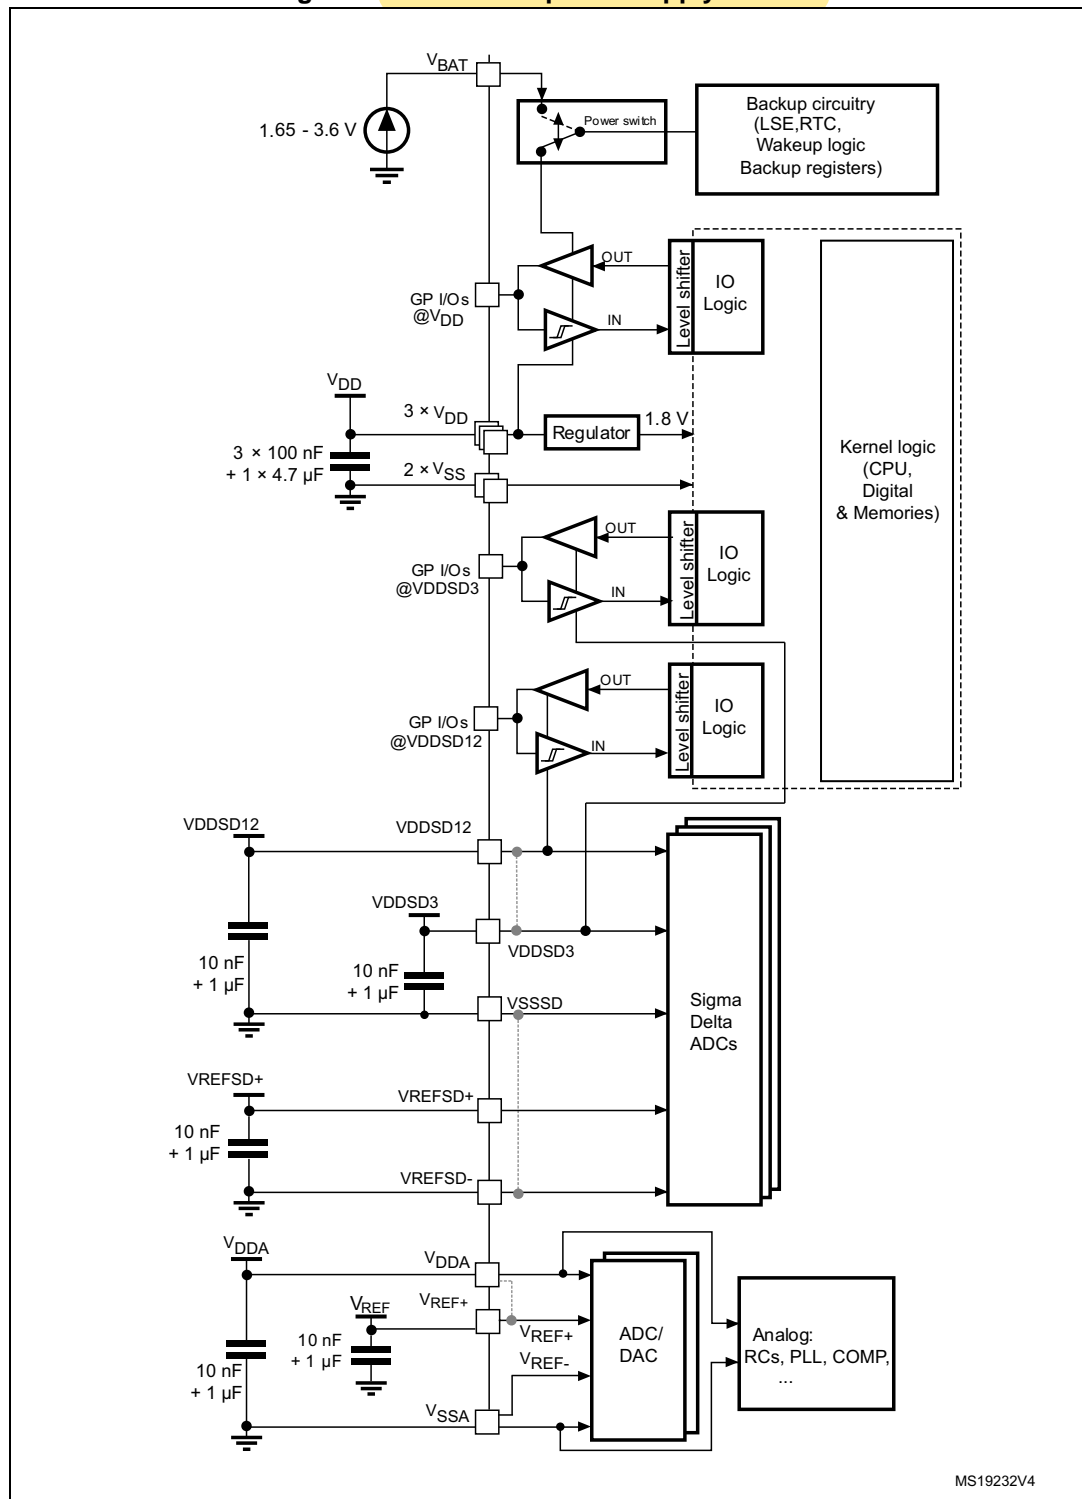 VBAT
1.65 - 3.6 V
Power switch
Backup circuitry
(LSE,RTC,
Wakeup logic
Backup registers)
OUT
Level shifter
IO
Logic
GP I/Os
@VDD
IN
VDD
3 × VDD
Regulator
1.8 V
3 × 100 nF
+ 1 × 4.7 µF
2 × VSS
Kernel logic
(CPU,
Digital
& Memories)
OUT
Level shifter
IO
Logic
GP I/Os
@VDDSD3
IN
OUT
Level shifter
IO
Logic
GP I/Os
@VDDSD12
IN
VDDSD12
VDDSD12
VDDSD3
VDDSD3
10 nF
+ 1 µF
10 nF
+ 1 µF
VSSSD
Sigma
Delta
ADCs
VREFSD+
VREFSD+
10 nF
+ 1 µF
VREFSD-
VDDA
VDDA
VREF+
VREF
10 nF
+ 1 µF
VREF+
VREF-
ADC/
DAC
Analog:
RCs, PLL, COMP,
...
10 nF
+ 1 µF
VSSA
MS19232V4